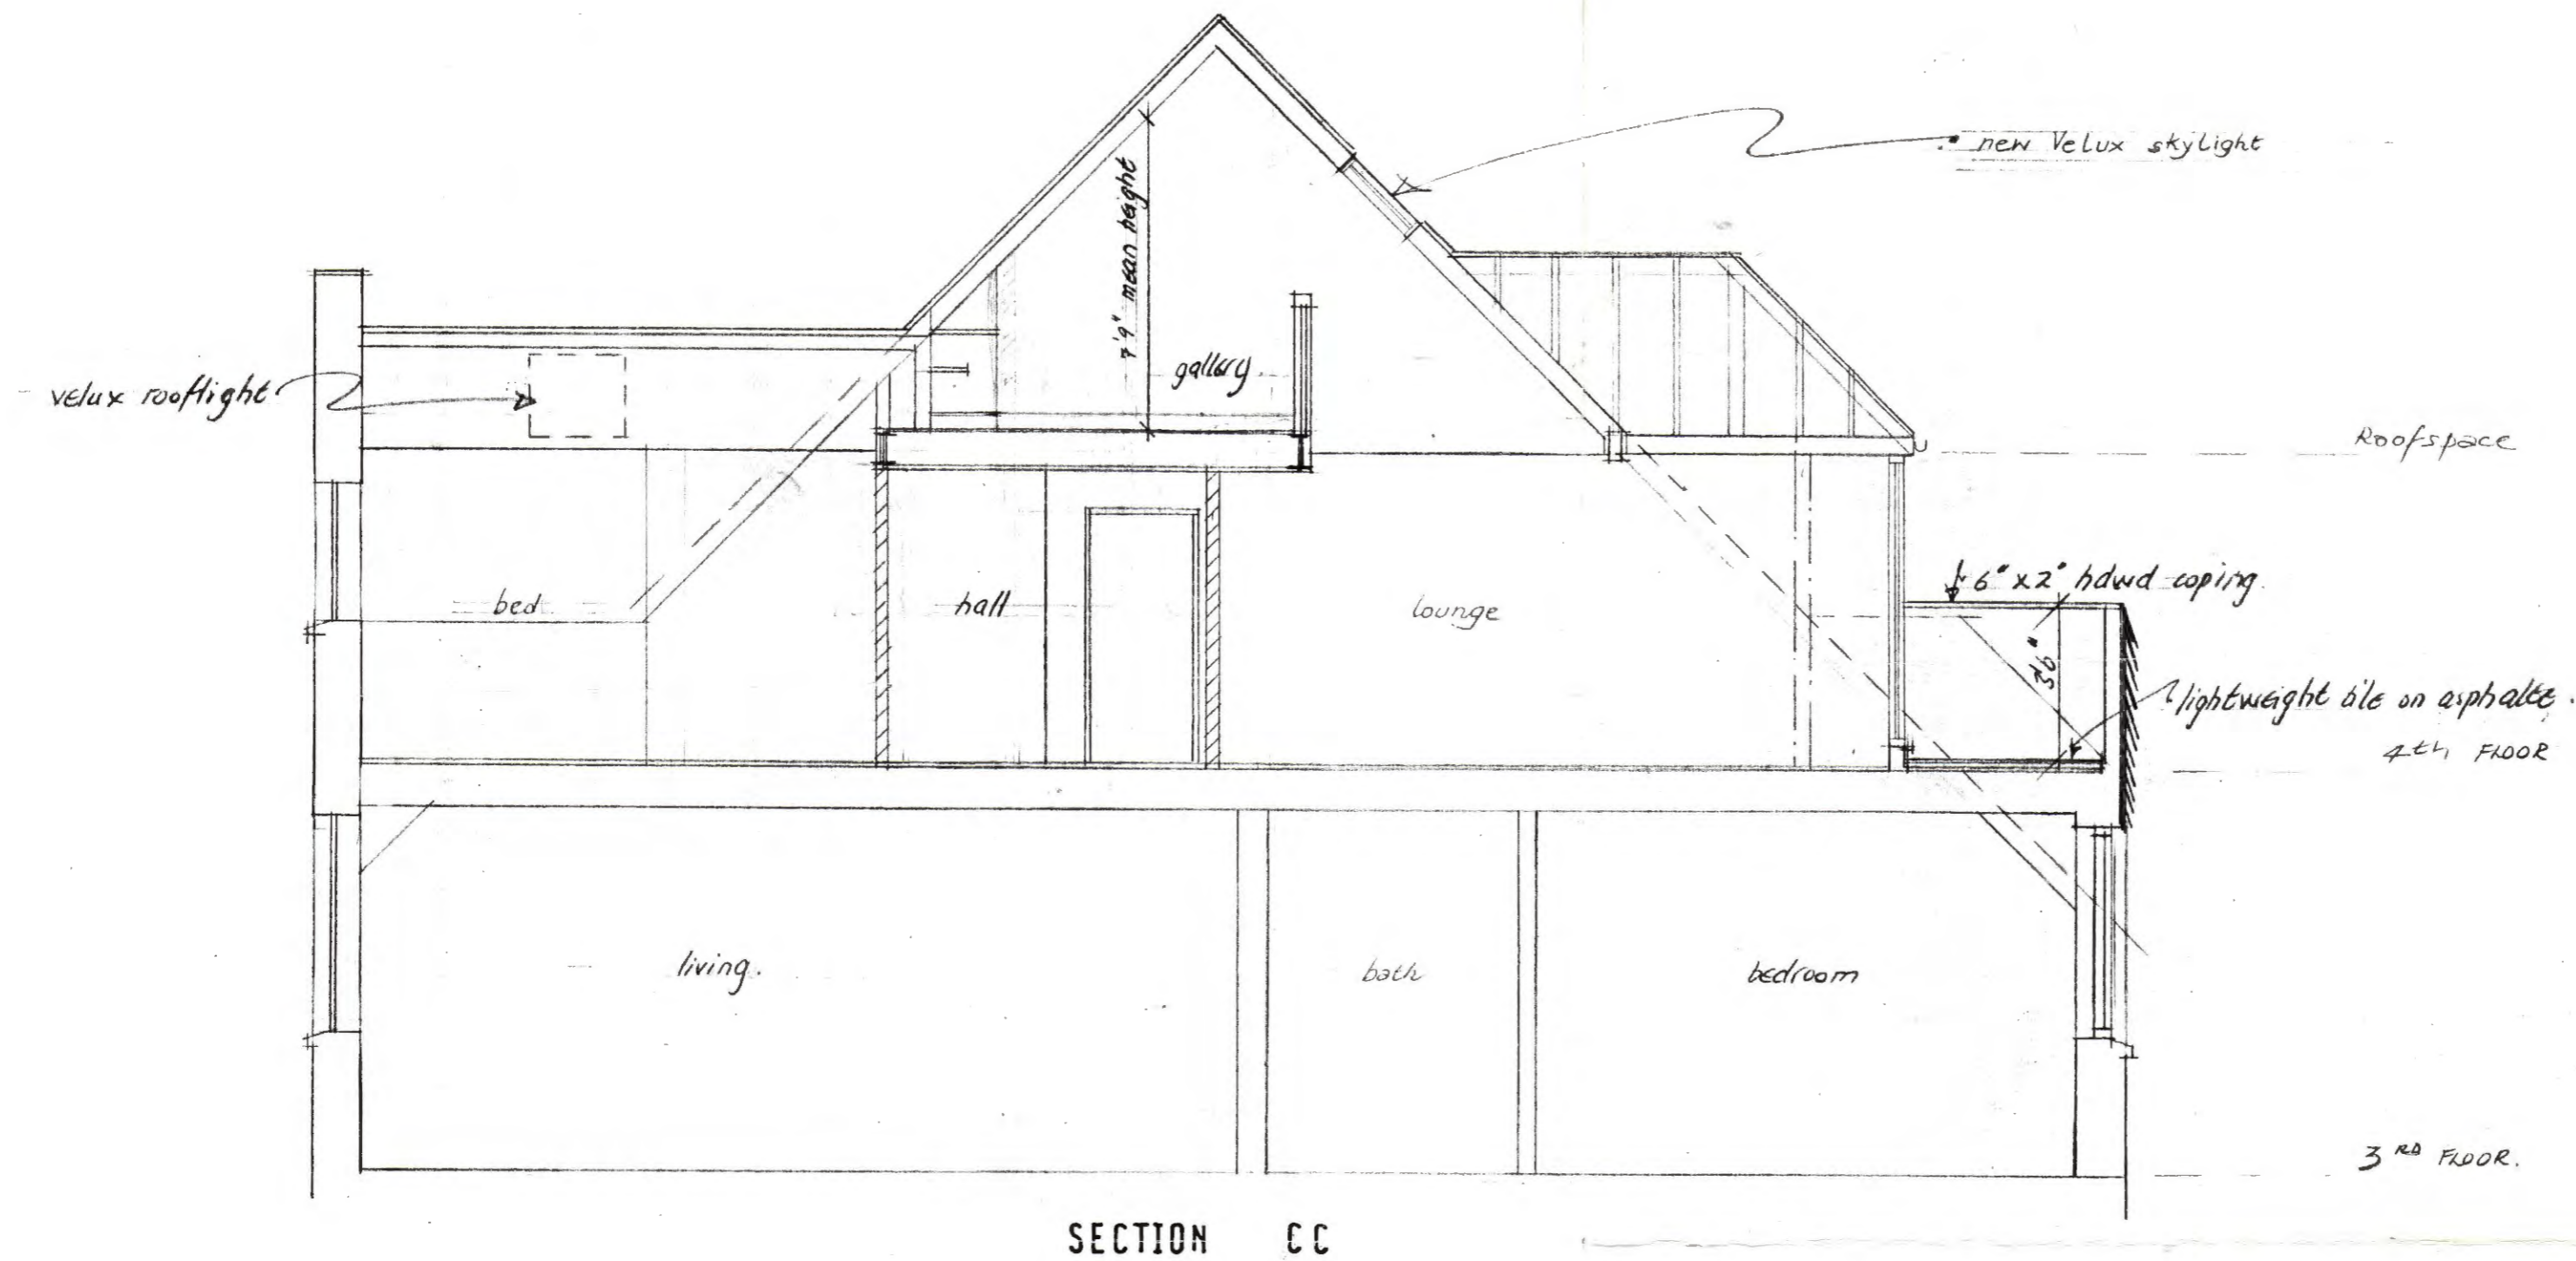 new Velux skylight
7'9" mean height
gallery.
velux rooflight
Roofspace
6" x 2" hdwd coping.
bed.
hall
lounge
3'6"
lightweight tile on asphalte.
4th FLOOR
living.
bath
bedroom
3RD FLOOR.
SECTION CC